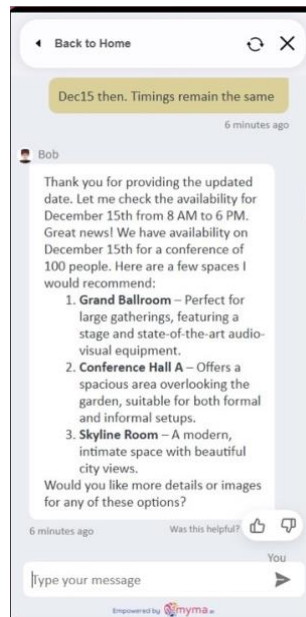 Back to Home
Dec15 then. Timings remain the same
6 minutes ago
Bob
Thank you for providing the updated
date. Let me check the availability for
December 15th from 8 AM to 6 PM.
Great news! We have availability on
December 15th for a conference of
100 people. Here are a few spaces I
would recommend:
1. Grand Ballroom – Perfect for
large gatherings, featuring a
stage and state-of-the-art audio-
visual equipment.
2. Conference Hall A – Offers a
spacious area overlooking the
garden, suitable for both formal
and informal setups.
3. Skyline Room – A modern,
intimate space with beautiful
city views.
Would you like more details or images
for any of these options?
6 minutes ago Was this helpful?
You
Type your message
Empowered by myma.ai